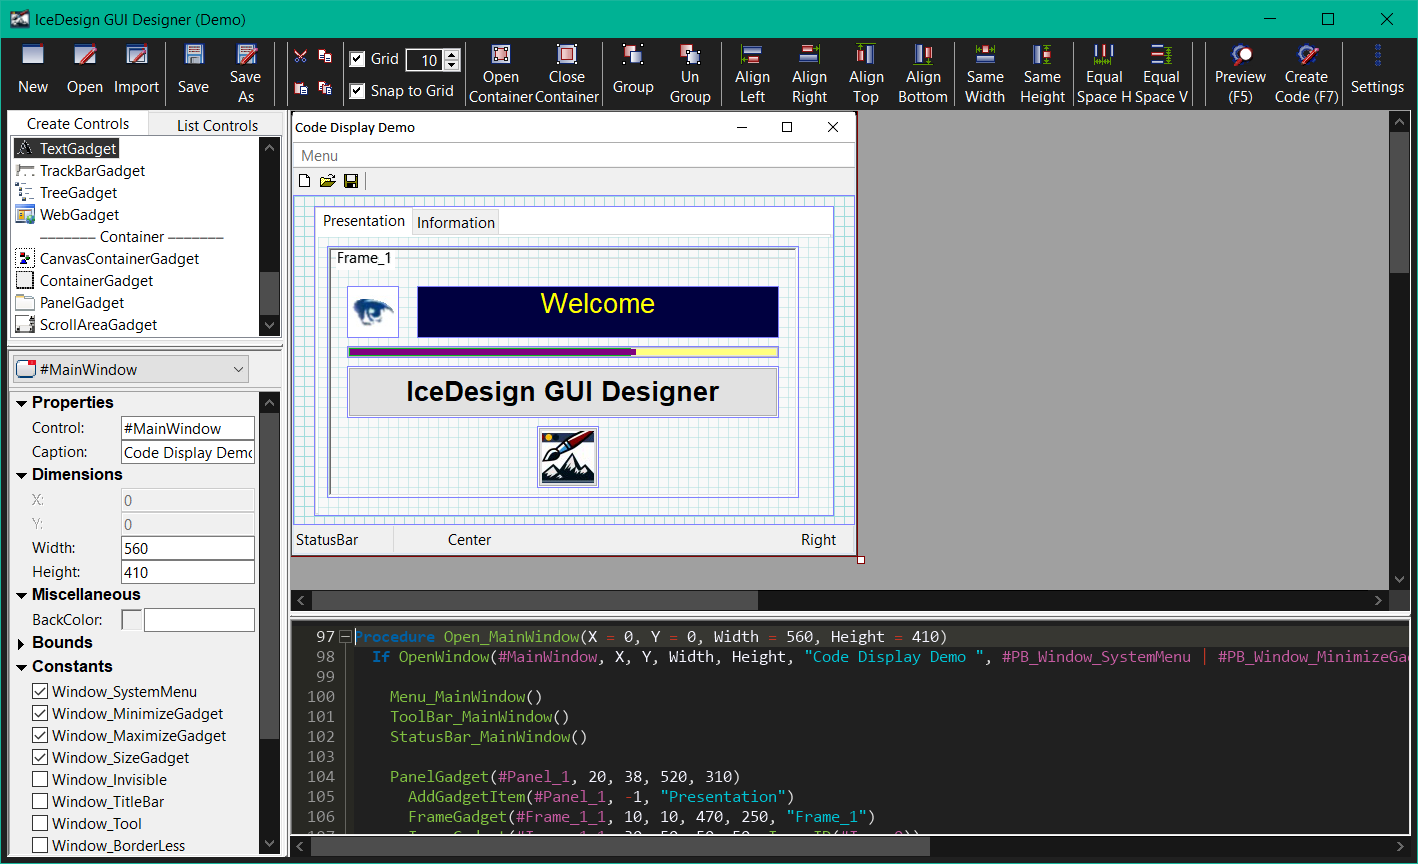 IceDesign GUI Designer (Demo)
New
Open
Import
Save
Save As
Grid
10
Snap to Grid
Open Container
Close Container
Group
Un Group
Align Left
Align Right
Align Top
Align Bottom
Same Width
Same Height
Equal Space H
Equal Space V
Preview (F5)
Create Code (F7)
Settings
Create Controls
List Controls
TextGadget
TrackBarGadget
TreeGadget
WebGadget
------- Container -------
CanvasContainerGadget
ContainerGadget
PanelGadget
ScrollAreaGadget
#MainWindow
Properties
Control: #MainWindow
Caption: Code Display Demo
Dimensions
X: 0
Y: 0
Width: 560
Height: 410
Miscellaneous
BackColor:
Bounds
Constants
Window_SystemMenu
Window_MinimizeGadget
Window_MaximizeGadget
Window_SizeGadget
Window_Invisible
Window_TitleBar
Window_Tool
Window_BorderLess
Code Display Demo
Menu
Presentation
Information
Frame_1
Welcome
IceDesign GUI Designer
StatusBar
Center
Right
97 Procedure Open_MainWindow(X = 0, Y = 0, Width = 560, Height = 410)
98 If OpenWindow(#MainWindow, X, Y, Width, Height, "Code Display Demo ", #PB_Window_SystemMenu | #PB_Window_MinimizeGad
99
100 Menu_MainWindow()
101 ToolBar_MainWindow()
102 StatusBar_MainWindow()
103
104 PanelGadget(#Panel_1, 20, 38, 520, 310)
105 AddGadgetItem(#Panel_1, -1, "Presentation")
106 FrameGadget(#Frame_1_1, 10, 10, 470, 250, "Frame_1")